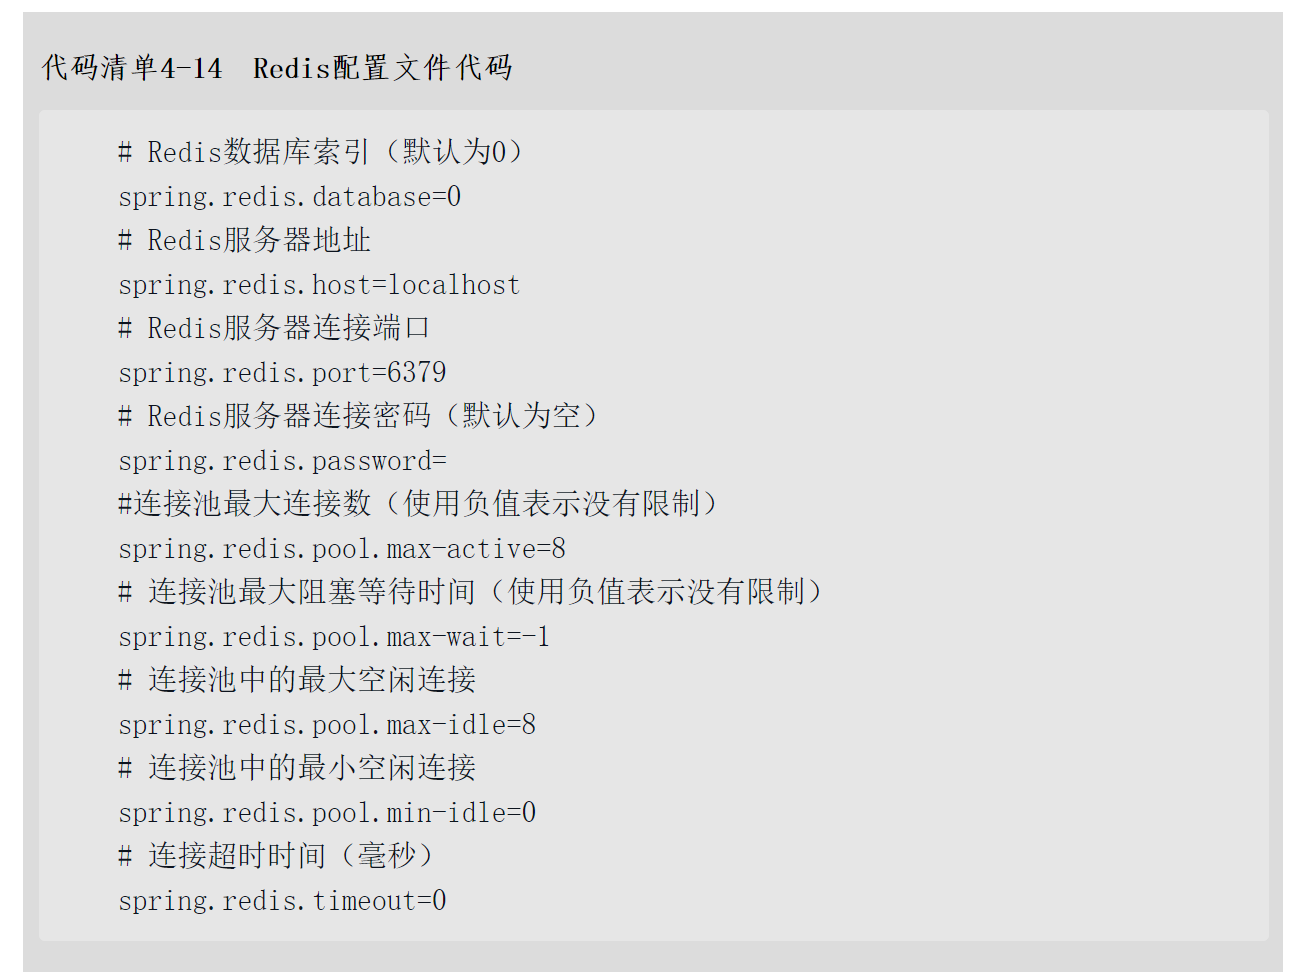 代码清单4-14　Redis配置文件代码
# Redis数据库索引（默认为0）
spring.redis.database=0
# Redis服务器地址
spring.redis.host=localhost
# Redis服务器连接端口
spring.redis.port=6379
# Redis服务器连接密码（默认为空）
spring.redis.password=
#连接池最大连接数（使用负值表示没有限制）
spring.redis.pool.max-active=8
# 连接池最大阻塞等待时间（使用负值表示没有限制）
spring.redis.pool.max-wait=-1
# 连接池中的最大空闲连接
spring.redis.pool.max-idle=8
# 连接池中的最小空闲连接
spring.redis.pool.min-idle=0
# 连接超时时间（毫秒）
spring.redis.timeout=0